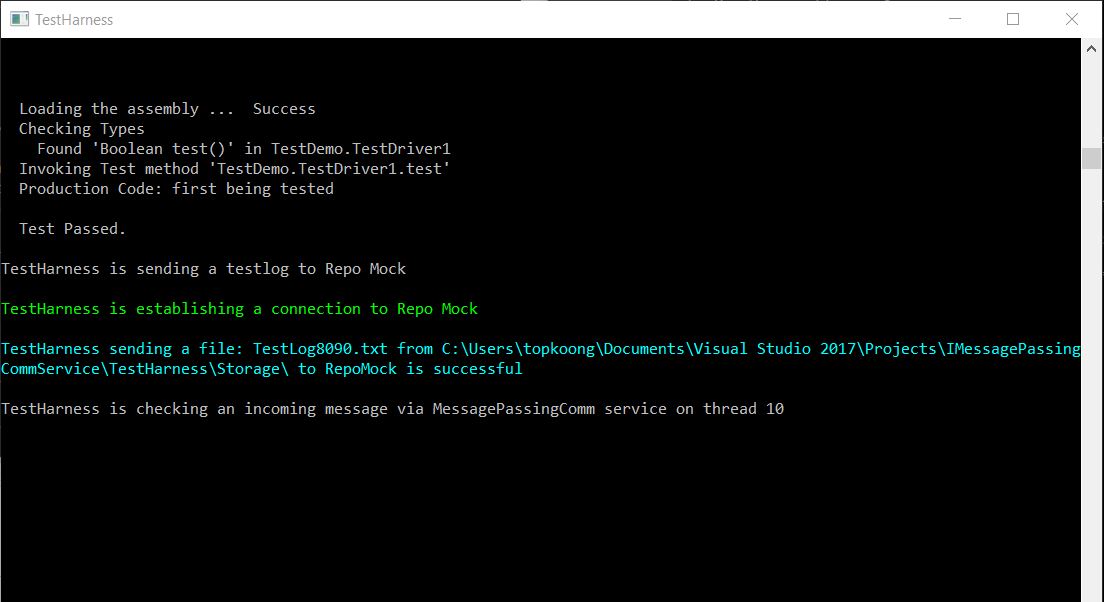 TestHarness
Loading the assembly ...  Success
Checking Types
Found 'Boolean test()' in TestDemo.TestDriver1
Invoking Test method 'TestDemo.TestDriver1.test'
Production Code: first being tested
Test Passed.
TestHarness is sending a testlog to Repo Mock
TestHarness is establishing a connection to Repo Mock
TestHarness sending a file: TestLog8090.txt from C:\Users\topkoong\Documents\Visual Studio 2017\Projects\IMessagePassing
CommService\TestHarness\Storage\ to RepoMock is successful
TestHarness is checking an incoming message via MessagePassingComm service on thread 10